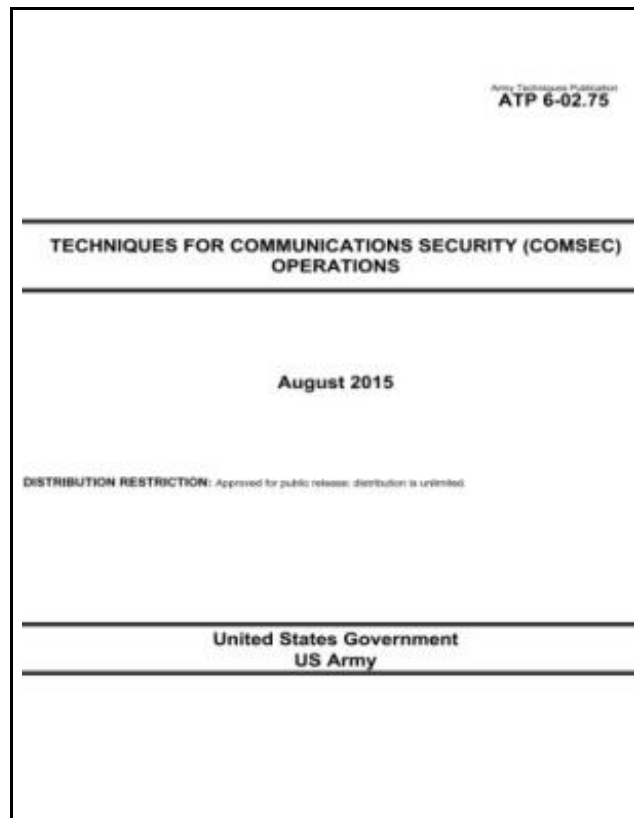 Army Techniques Publication
ATP 6-02.75
TECHNIQUES FOR COMMUNICATIONS SECURITY (COMSEC)
OPERATIONS
August 2015
DISTRIBUTION RESTRICTION: Approved for public release; distribution is unlimited.
United States Government
US Army